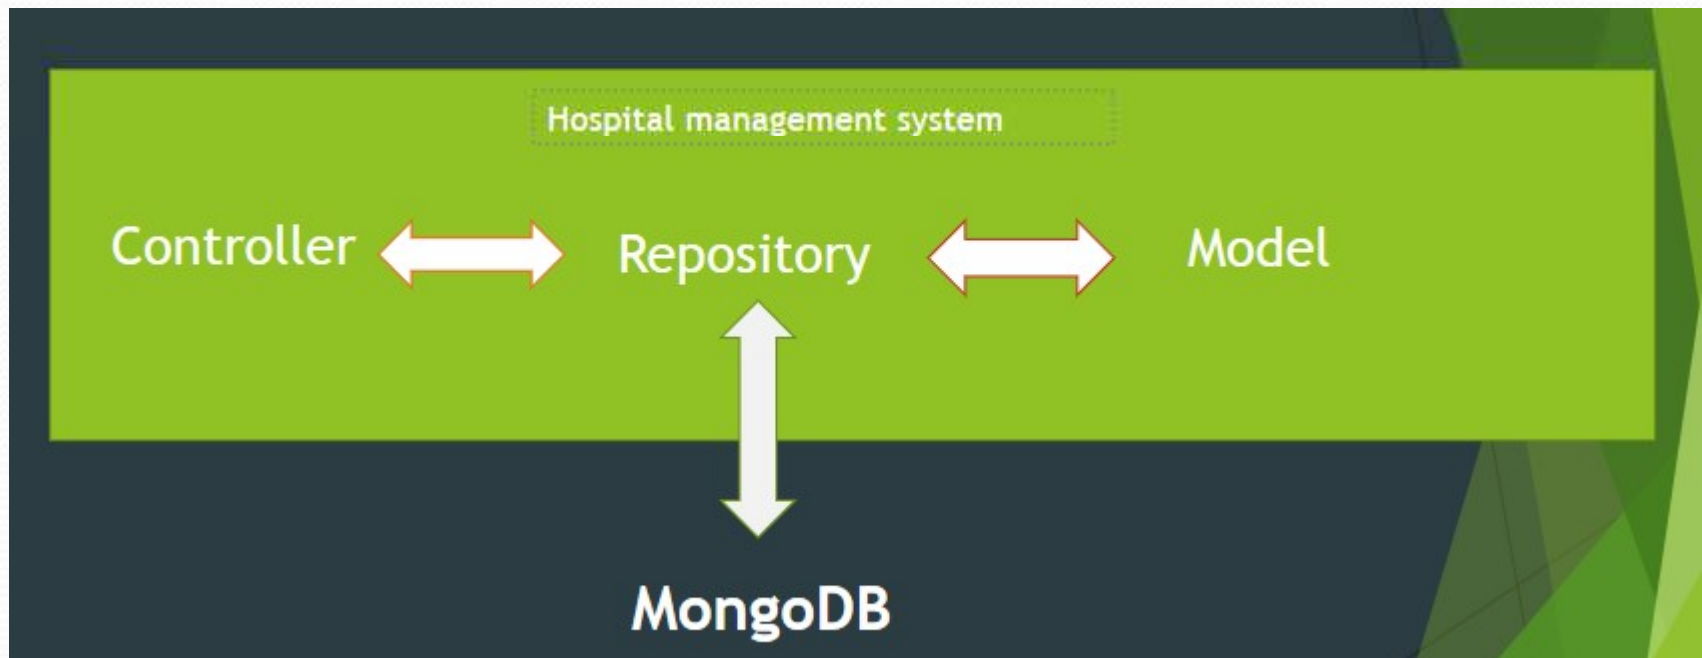 Hospital management system
Controller
Repository
Model
MongoDB